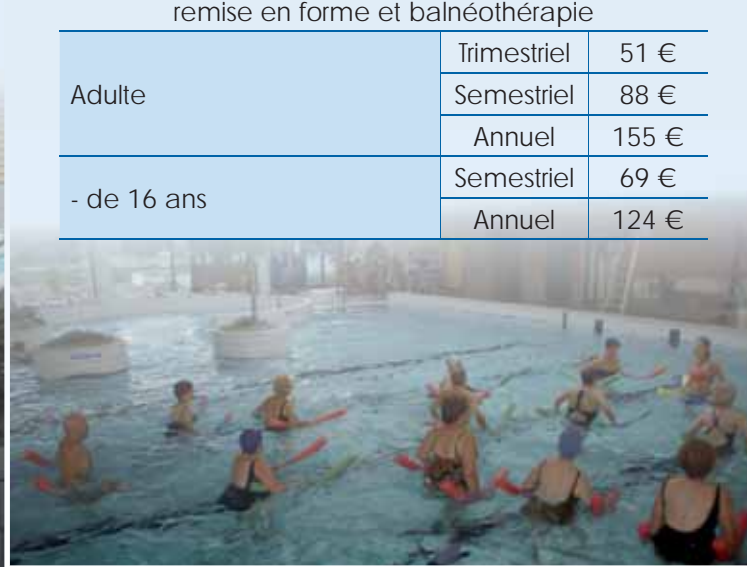 remise en forme et balnéothérapie
Adulte
Trimestriel 51 €
Semestriel 88 €
Annuel 155 €
- de 16 ans
Semestriel 69 €
Annuel 124 €